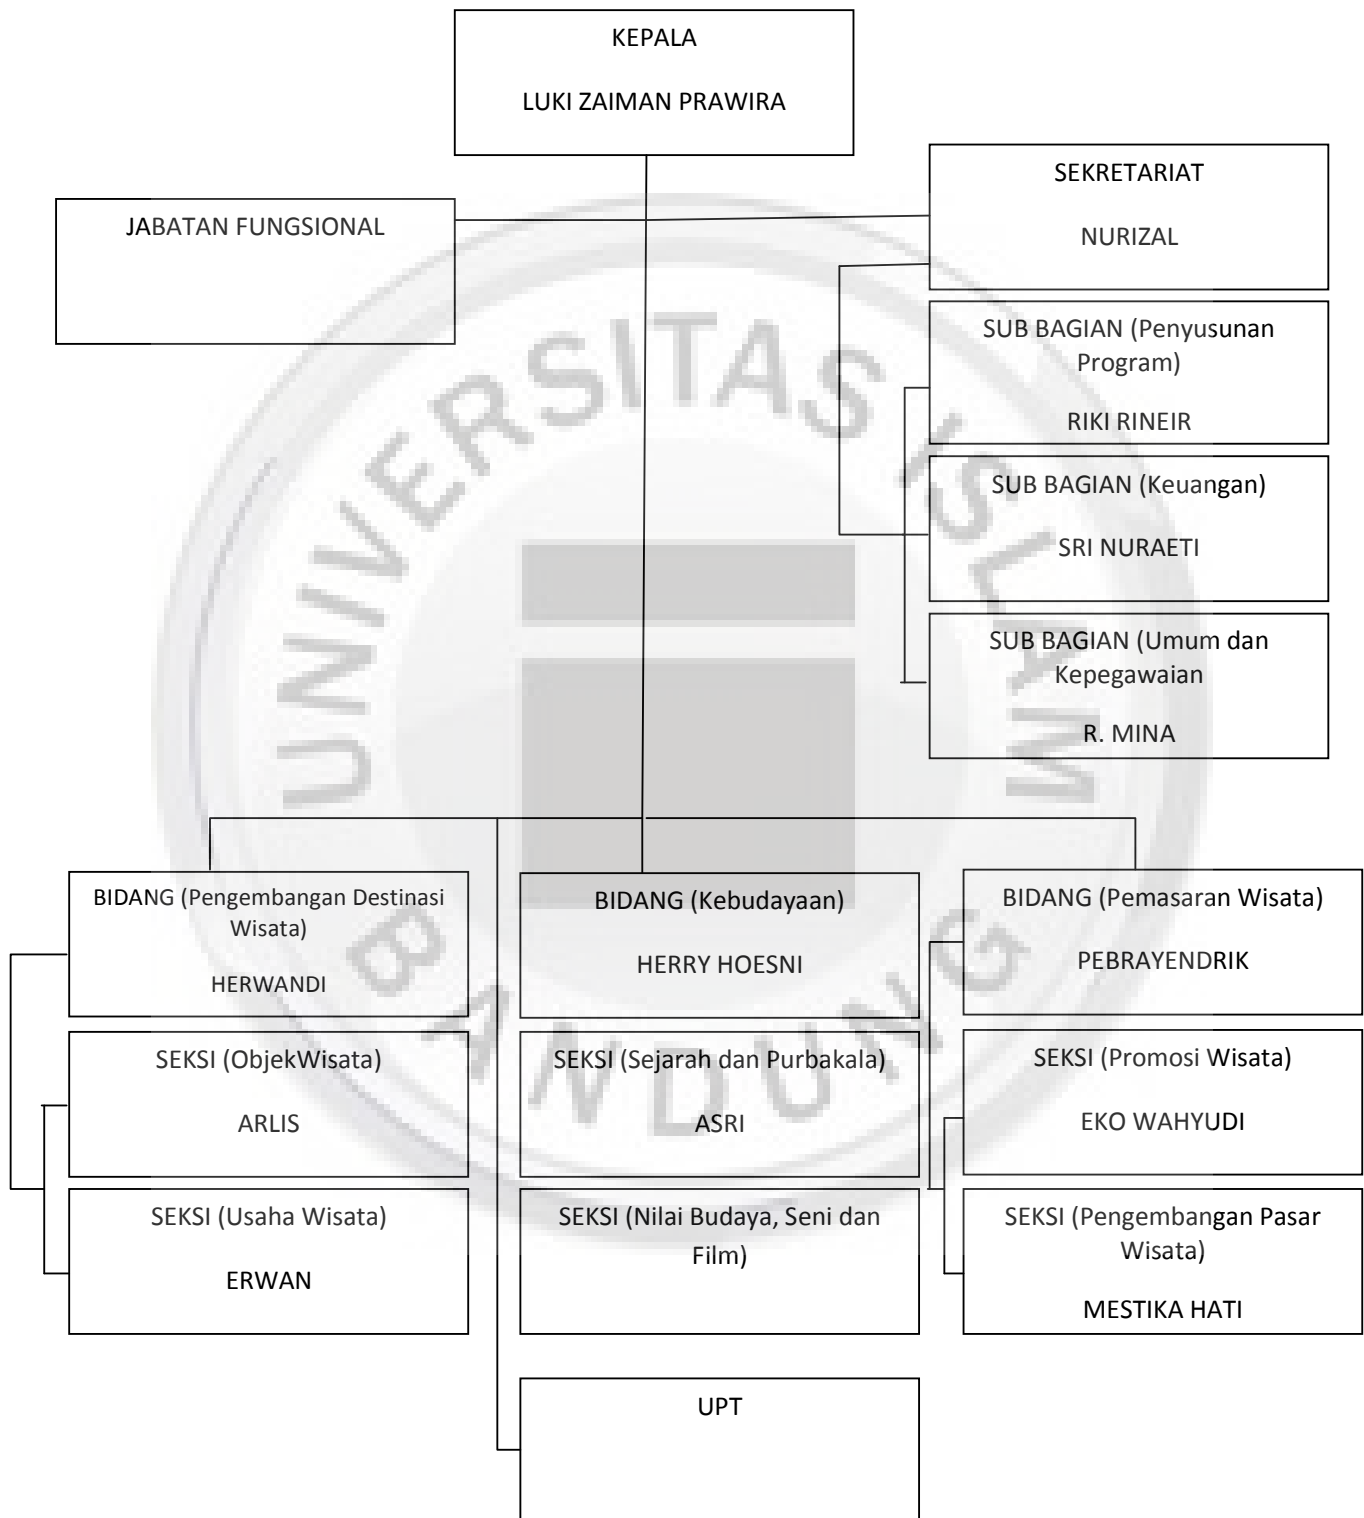 KEPALA
LUKI ZAIMAN PRAWIRA
SEKRETARIAT
NURIZAL
JABATAN FUNGSIONAL
SUB BAGIAN (Penyusunan
Program)
RIKI RINEIR
SUB BAGIAN (Keuangan)
SRI NURAETI
SUB BAGIAN (Umum dan
Kepegawaian
R. MINA
BIDANG (Pengembangan Destinasi
Wisata)
HERWANDI
BIDANG (Kebudayaan)
HERRY HOESNI
BIDANG (Pemasaran Wisata)
PEBRAYENDRIK
SEKSI (ObjekWisata)
ARLIS
SEKSI (Sejarah dan Purbakala)
ASRI
SEKSI (Promosi Wisata)
EKO WAHYUDI
SEKSI (Usaha Wisata)
ERWAN
SEKSI (Nilai Budaya, Seni dan
Film)
SEKSI (Pengembangan Pasar
Wisata)
MESTIKA HATI
UPT
UNIVERSITAS ISLAM
BANDUNG